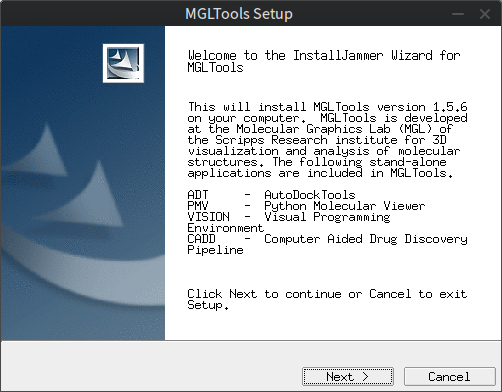 MGLTools Setup
Welcome to the InstallJammer Wizard for
MGLTools
This will install MGLTools version 1.5.6
on your computer.  MGLTools is developed
at the Molecular Graphics Lab (MGL) of
the Scripps Research institute for 3D
visualization and analysis of molecular
structures. The following stand-alone
applications are included in MGLTools.
ADT    -  AutoDockTools
PMV    -  Python Molecular Viewer
VISION  -  Visual Programming
Environment
CADD    -  Computer Aided Drug Discovery
Pipeline
Click Next to continue or Cancel to exit
Setup.
Next >
Cancel